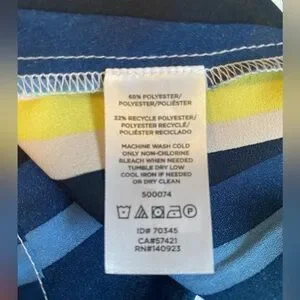 68% POLYESTER/
POLYESTER/POLIÉSTER
32% RECYCLE POLYESTER/
POLYESTER RECYCLÉ/
POLIÉSTER RECICLADO
MACHINE WASH COLD
ONLY NON-CHLORINE
BLEACH WHEN NEEDED
TUMBLE DRY LOW
COOL IRON IF NEEDED
OR DRY CLEAN
500074
ID# 70345
CA#57421
RN#140923